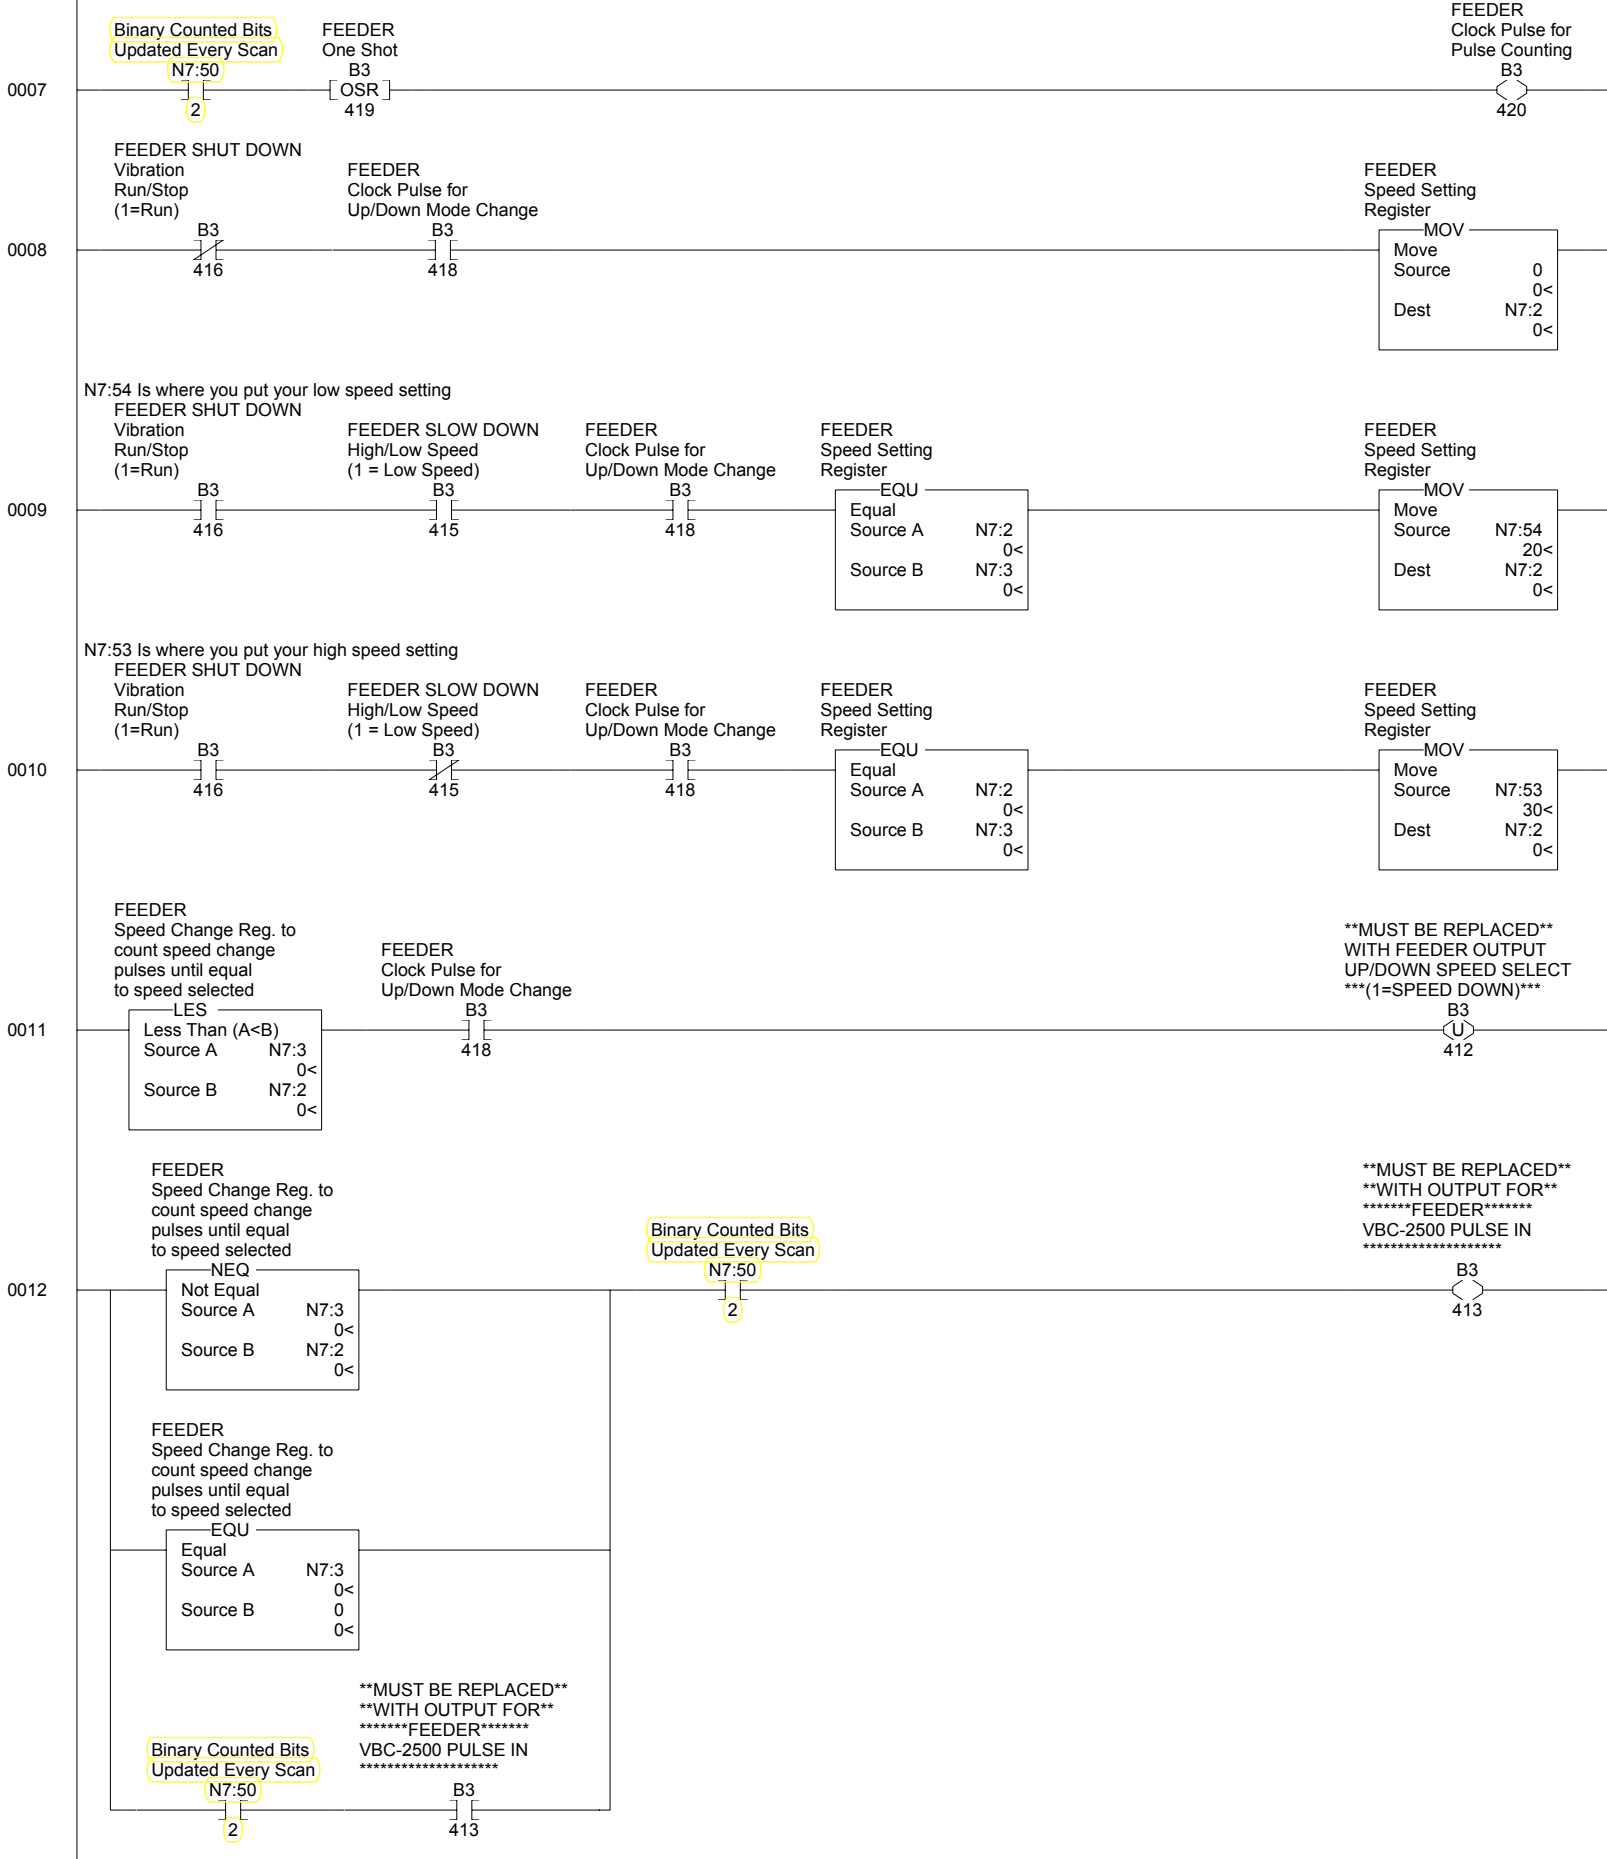 Binary Counted Bits
Updated Every Scan
N7:50
2
FEEDER
One Shot
B3
OSR
419
FEEDER
Clock Pulse for
Pulse Counting
B3
420
0007
FEEDER SHUT DOWN
Vibration
Run/Stop
(1=Run)
B3
416
FEEDER
Clock Pulse for
Up/Down Mode Change
B3
418
FEEDER
Speed Setting
Register
MOV
Move
Source 0
0<
Dest N7:2
0<
0008
N7:54 Is where you put your low speed setting
FEEDER SHUT DOWN
Vibration
Run/Stop
(1=Run)
B3
416
FEEDER SLOW DOWN
High/Low Speed
(1 = Low Speed)
B3
415
FEEDER
Clock Pulse for
Up/Down Mode Change
B3
418
FEEDER
Speed Setting
Register
EQU
Equal
Source A N7:2
0<
Source B N7:3
0<
FEEDER
Speed Setting
Register
MOV
Move
Source N7:54
20<
Dest N7:2
0<
0009
N7:53 Is where you put your high speed setting
FEEDER SHUT DOWN
Vibration
Run/Stop
(1=Run)
B3
416
FEEDER SLOW DOWN
High/Low Speed
(1 = Low Speed)
B3
415
FEEDER
Clock Pulse for
Up/Down Mode Change
B3
418
FEEDER
Speed Setting
Register
EQU
Equal
Source A N7:2
0<
Source B N7:3
0<
FEEDER
Speed Setting
Register
MOV
Move
Source N7:53
30<
Dest N7:2
0<
0010
FEEDER
Speed Change Reg. to
count speed change
pulses until equal
to speed selected
LES
Less Than (A<B)
Source A N7:3
0<
Source B N7:2
0<
FEEDER
Clock Pulse for
Up/Down Mode Change
B3
418
**MUST BE REPLACED**
WITH FEEDER OUTPUT
UP/DOWN SPEED SELECT
***(1=SPEED DOWN)***
B3
U
412
0011
FEEDER
Speed Change Reg. to
count speed change
pulses until equal
to speed selected
NEQ
Not Equal
Source A N7:3
0<
Source B N7:2
0<
Binary Counted Bits
Updated Every Scan
N7:50
2
**MUST BE REPLACED**
**WITH OUTPUT FOR**
*******FEEDER*******
VBC-2500 PULSE IN
********************
B3
413
0012
FEEDER
Speed Change Reg. to
count speed change
pulses until equal
to speed selected
EQU
Equal
Source A N7:3
0<
Source B 0
0<
Binary Counted Bits
Updated Every Scan
N7:50
2
**MUST BE REPLACED**
**WITH OUTPUT FOR**
*******FEEDER*******
VBC-2500 PULSE IN
********************
B3
413